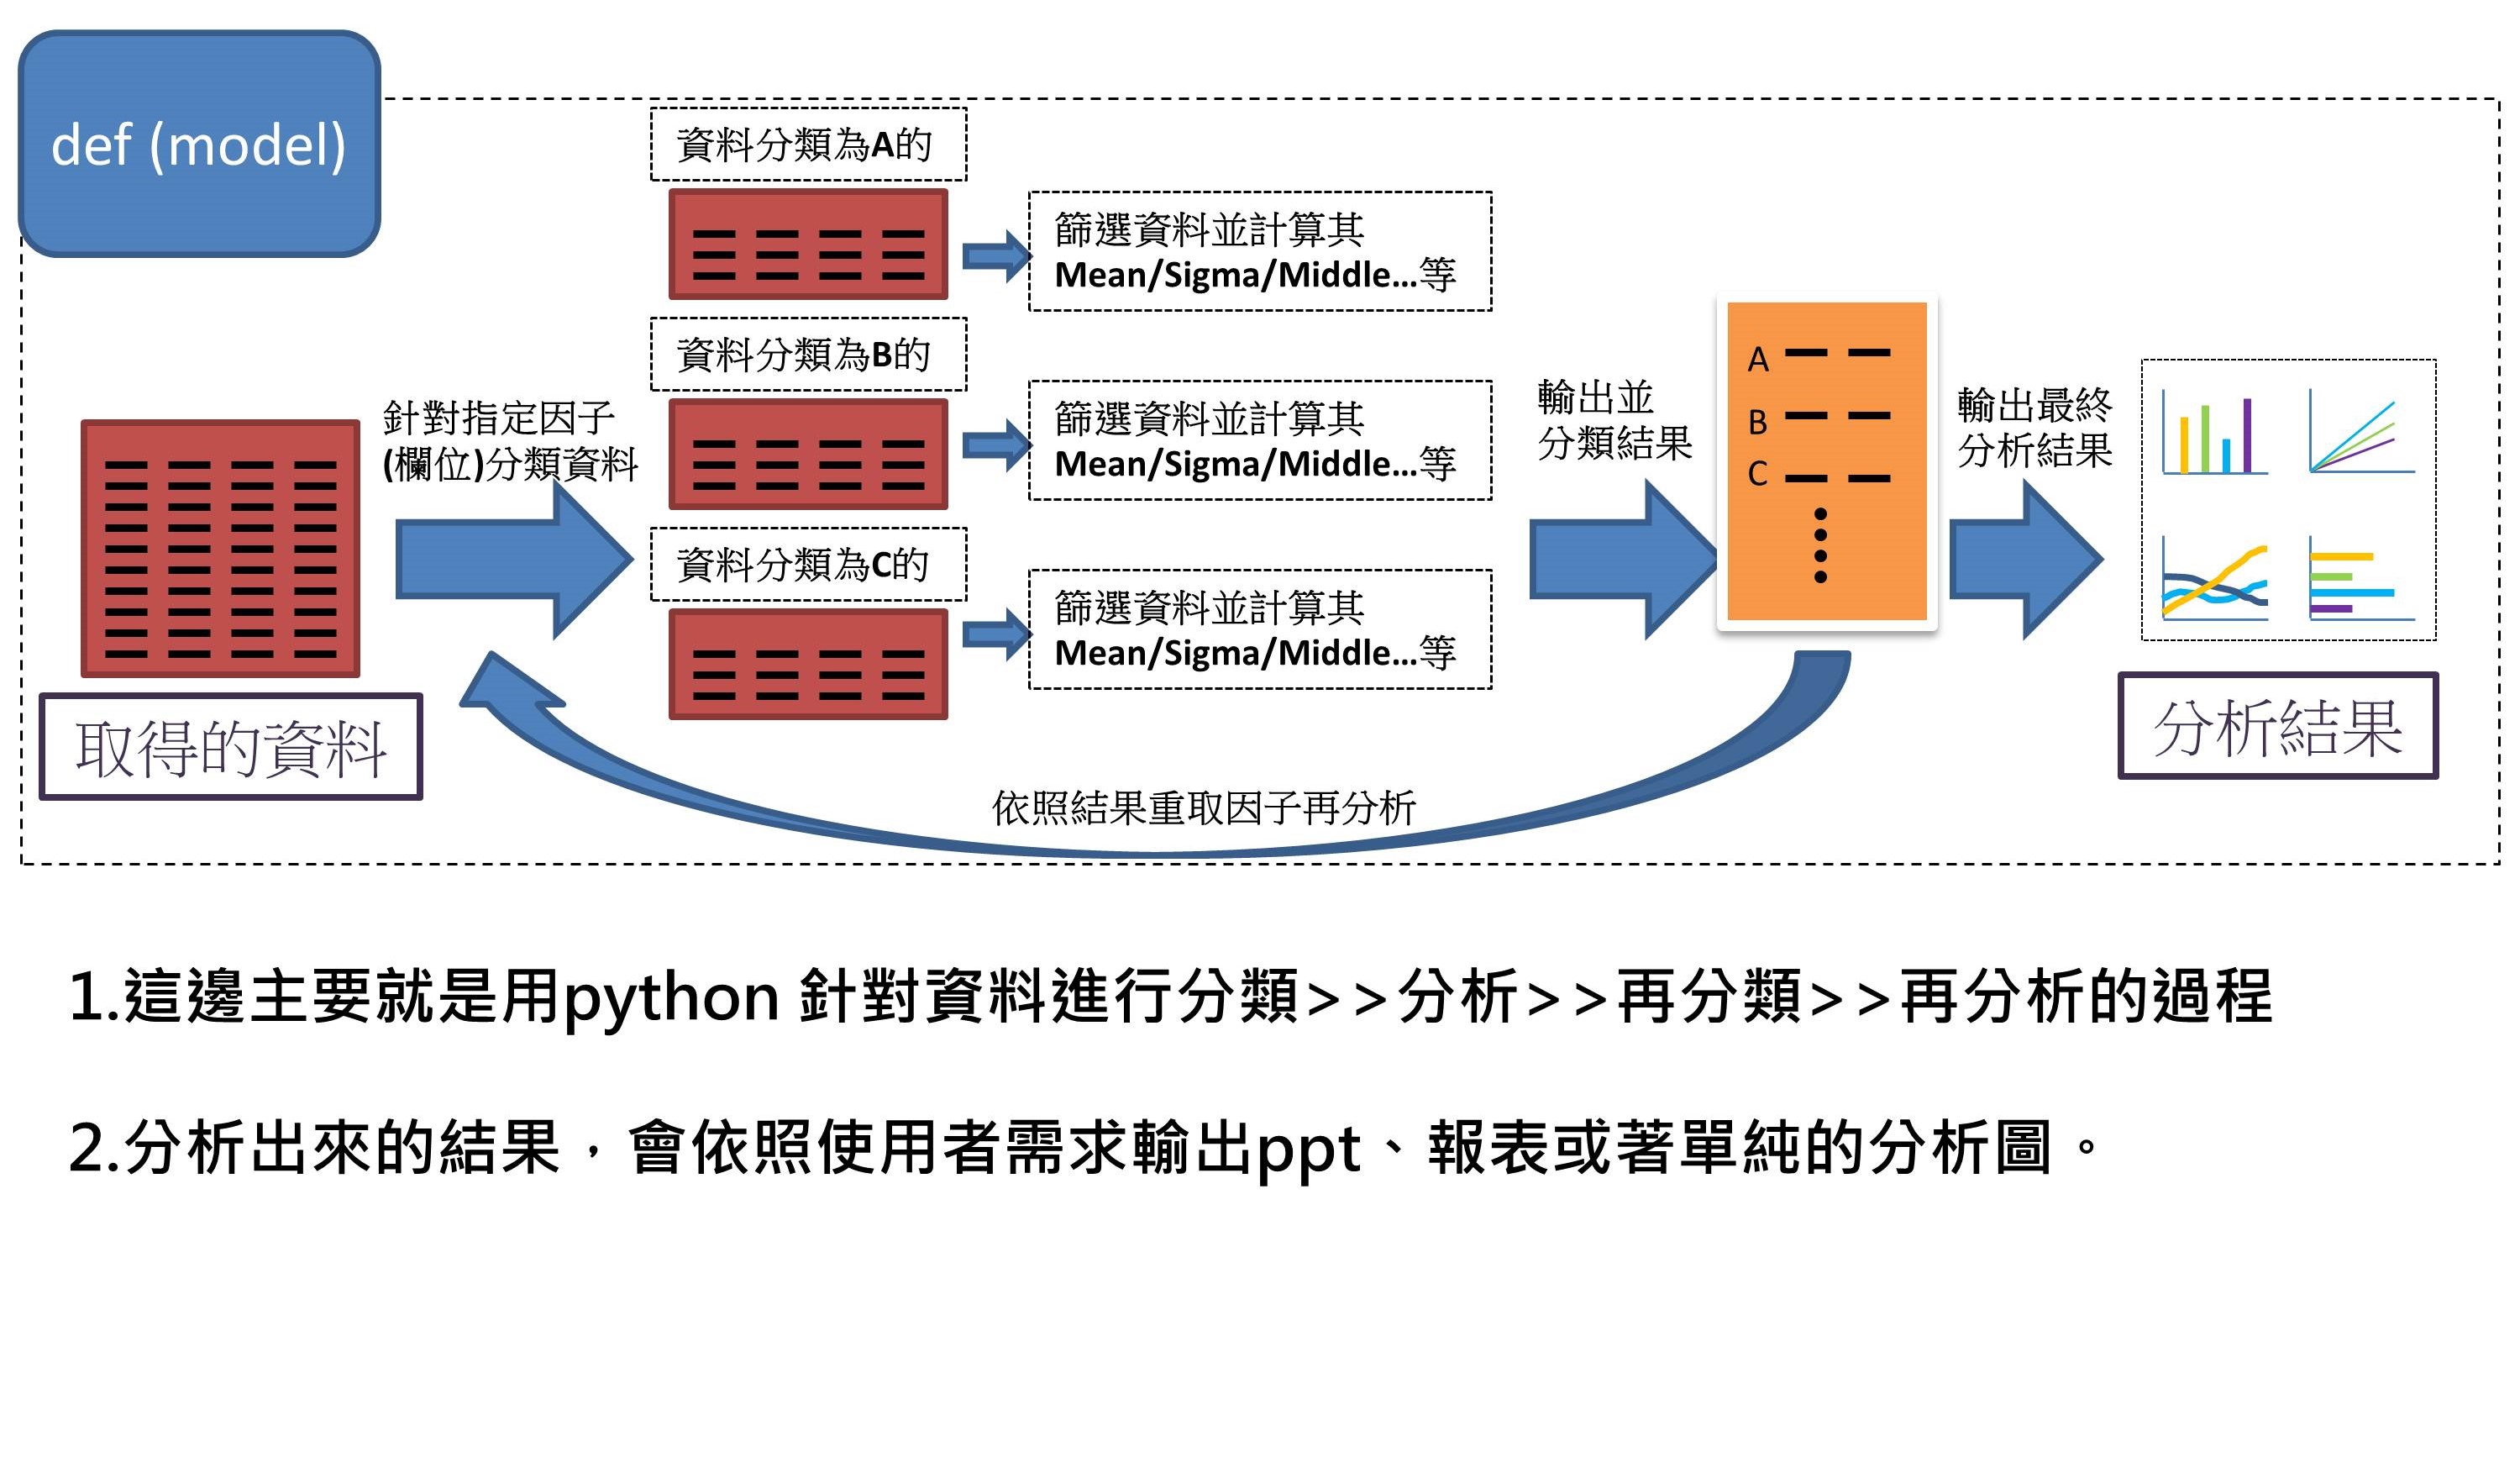 def (model)
資料分類為A的
篩選資料並計算其
Mean/Sigma/Middle...等
資料分類為B的
篩選資料並計算其
Mean/Sigma/Middle...等
資料分類為C的
篩選資料並計算其
Mean/Sigma/Middle...等
針對指定因子
(欄位)分類資料
取得的資料
輸出並
分類結果
A
B
C
輸出最終
分析結果
分析結果
依照結果重取因子再分析
1.這邊主要就是用python 針對資料進行分類>>分析>>再分類>>再分析的過程
2.分析出來的結果，會依照使用者需求輸出ppt、報表或著單純的分析圖。